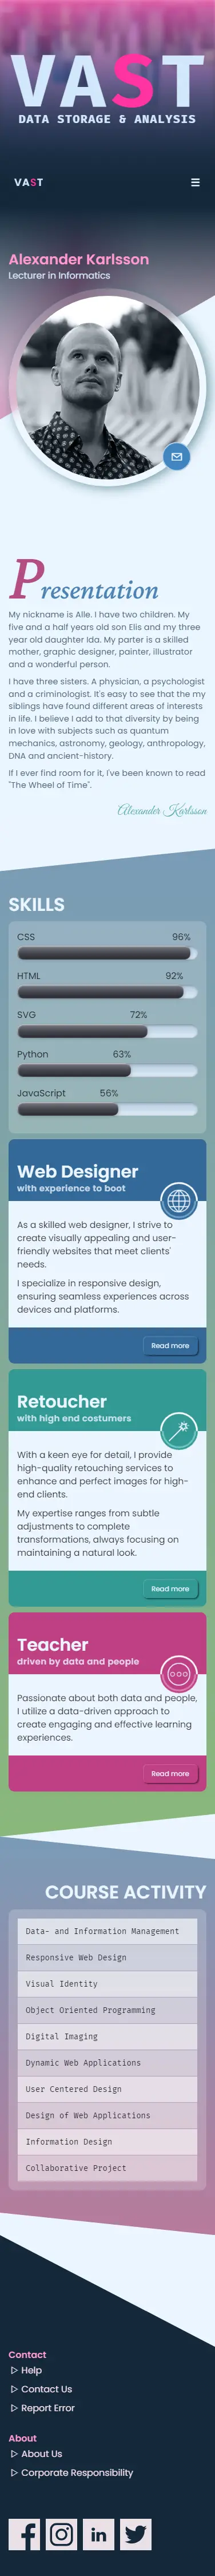 VAST
DATA STORAGE & ANALYSIS
VAST
Alexander Karlsson
Lecturer in Informatics
Presentation
My nickname is Alle. I have two children. My
five and a half years old son Elis and my three
year old daughter Ida. My parter is a skilled
mother, graphic designer, painter, illustrator
and a wonderful person.
I have three sisters. A physician, a psychologist
and a criminologist. It's easy to see that the my
siblings have found different areas of interests
in life. I believe I add to that diversity by being
in love with subjects such as quantum
mechanics, astronomy, geology, anthropology,
DNA and ancient-history.
If I ever find room for it, I've been known to read
"The Wheel of Time".
Alexander Karlsson
SKILLS
CSS 96%
HTML 92%
SVG 72%
Python 63%
JavaScript 56%
Web Designer
with experience to boot
As a skilled web designer, I strive to
create visually appealing and user-
friendly websites that meet clients'
needs.
I specialize in responsive design,
ensuring seamless experiences across
devices and platforms.
Read more
Retoucher
with high end costumers
With a keen eye for detail, I provide
high-quality retouching services to
enhance and perfect images for high-
end clients.
My expertise ranges from subtle
adjustments to complete
transformations, always focusing on
maintaining a natural look.
Read more
Teacher
driven by data and people
Passionate about both data and people,
I utilize a data-driven approach to
create engaging and effective learning
experiences.
Read more
COURSE ACTIVITY
Data- and Information Management
Responsive Web Design
Visual Identity
Object Oriented Programming
Digital Imaging
Dynamic Web Applications
User Centered Design
Design of Web Applications
Information Design
Collaborative Project
Contact
Help
Contact Us
Report Error
About
About Us
Corporate Responsibility